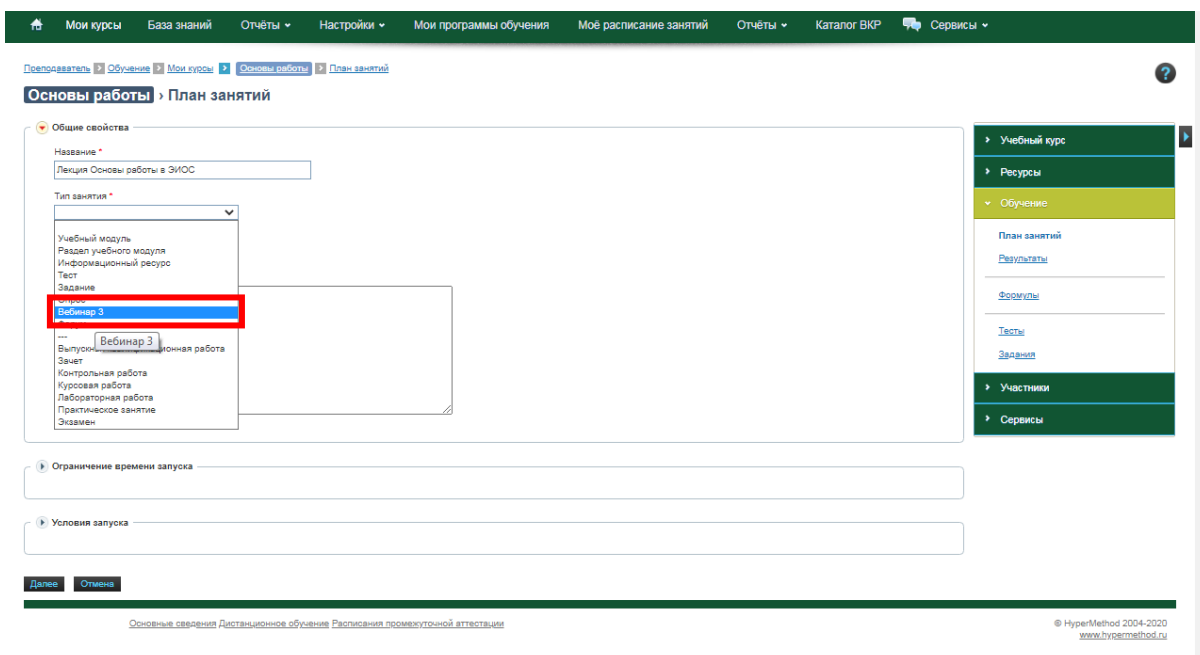 Мои курсы База знаний Отчёты Настройки Мои программы обучения Моё расписание занятий Отчёты Каталог ВКР Сервисы
Преподаватель Обучение Мои курсы Основы работы План занятий
Основы работы › План занятий
Общие свойства
Название *
Лекция Основы работы в ЭИОС
Тип занятия *
Учебный модуль
Раздел учебного модуля
Информационный ресурс
Тест
Задание
Вебинар 3
---
Вебинар 3
Зачет
Контрольная работа
Курсовая работа
Лабораторная работа
Практическое занятие
Экзамен
Ограничение времени запуска
Условия запуска
Далее Отмена
Учебный курс
Ресурсы
Обучение
План занятий
Результаты
Формулы
Тесты
Задания
Участники
Сервисы
Основные сведения Дистанционное обучение Расписания промежуточной аттестации
© HyperMethod 2004-2020
www.hypermethod.ru